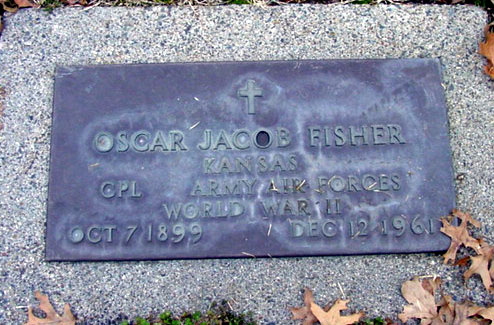 OSCAR JACOB FISHER
KANSAS
CPL ARMY AIR FORCES
WORLD WAR II
OCT 7 1899 DEC 12 1961